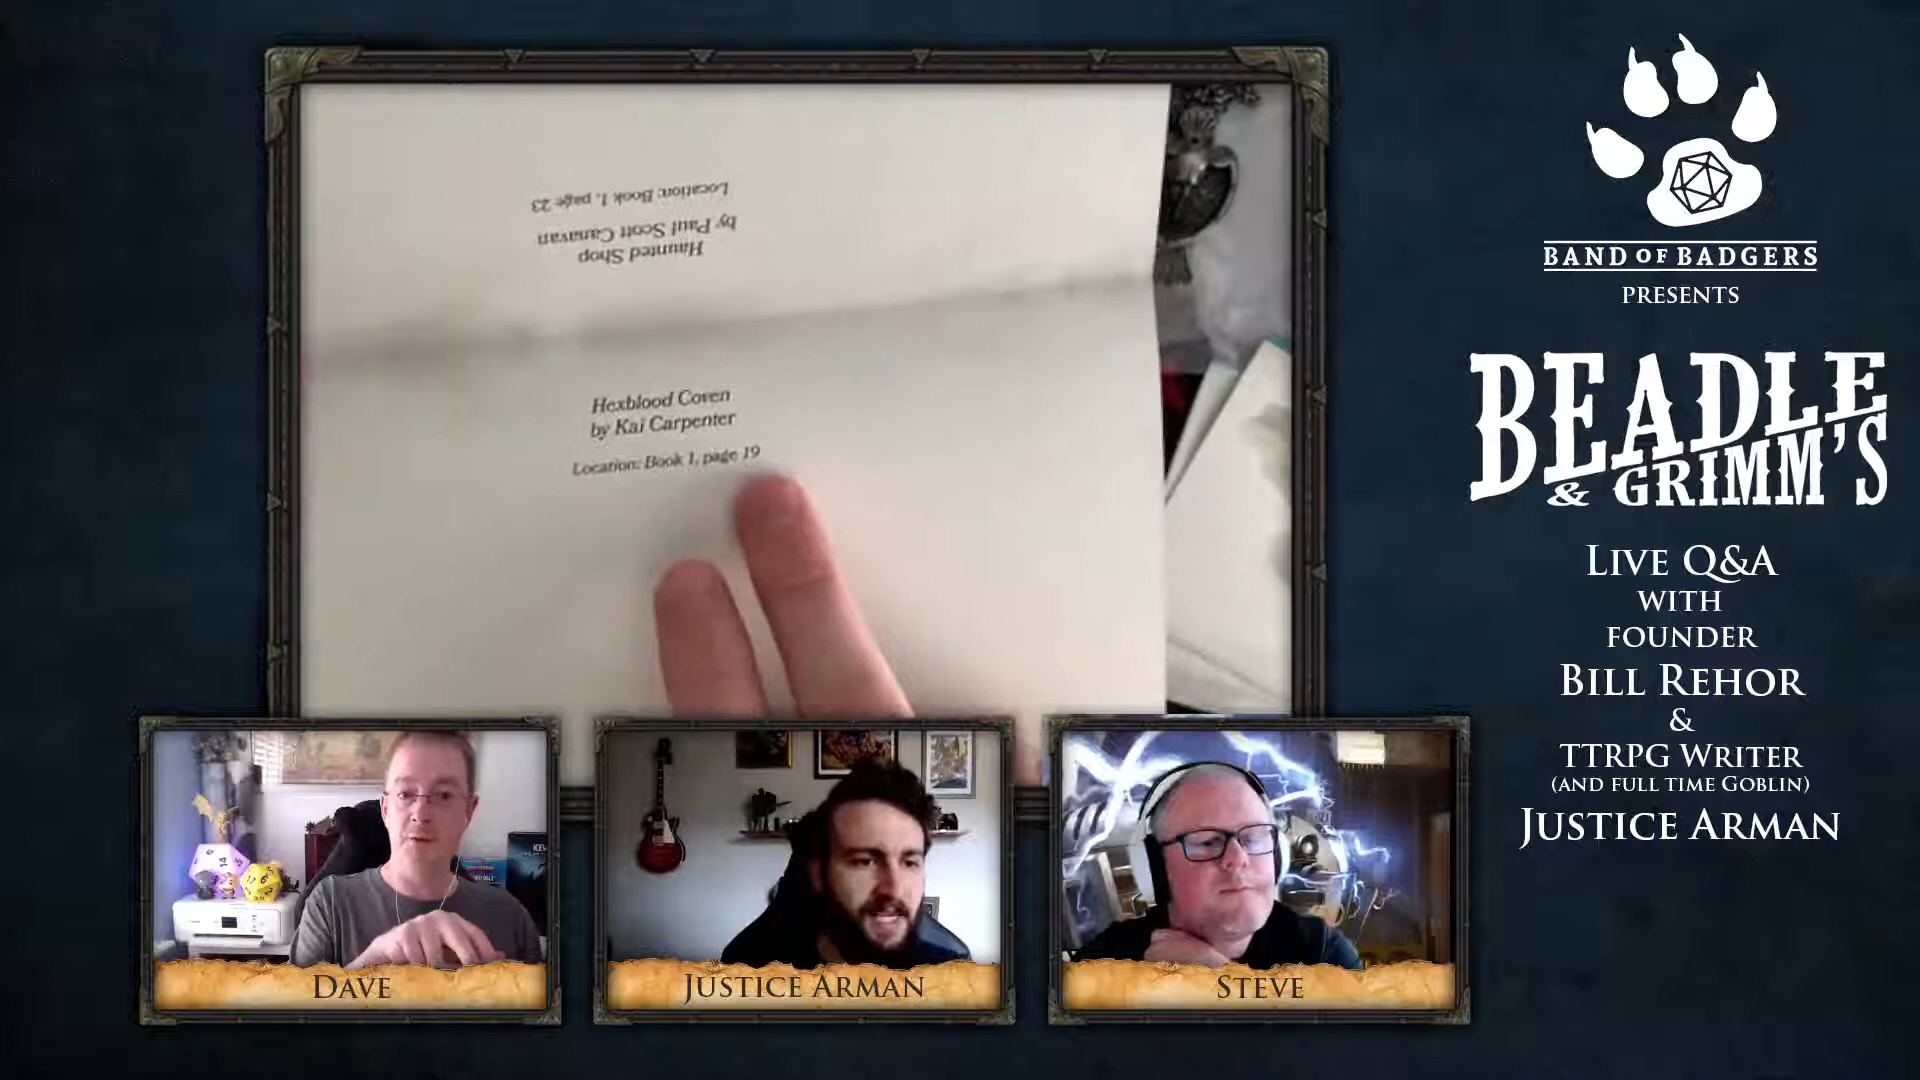 Location: Book 1, page 23
by Paul Scott Canavan
Haunted Shop
Hexblood Coven
by Kai Carpenter
Location: Book 1, page 19
BAND OF BADGERS
PRESENTS
BEADLE
& GRIMM'S
LIVE Q&A
WITH
FOUNDER
BILL REHOR
&
TTRPG WRITER
(AND FULL TIME GOBLIN)
JUSTICE ARMAN
DAVE
JUSTICE ARMAN
STEVE